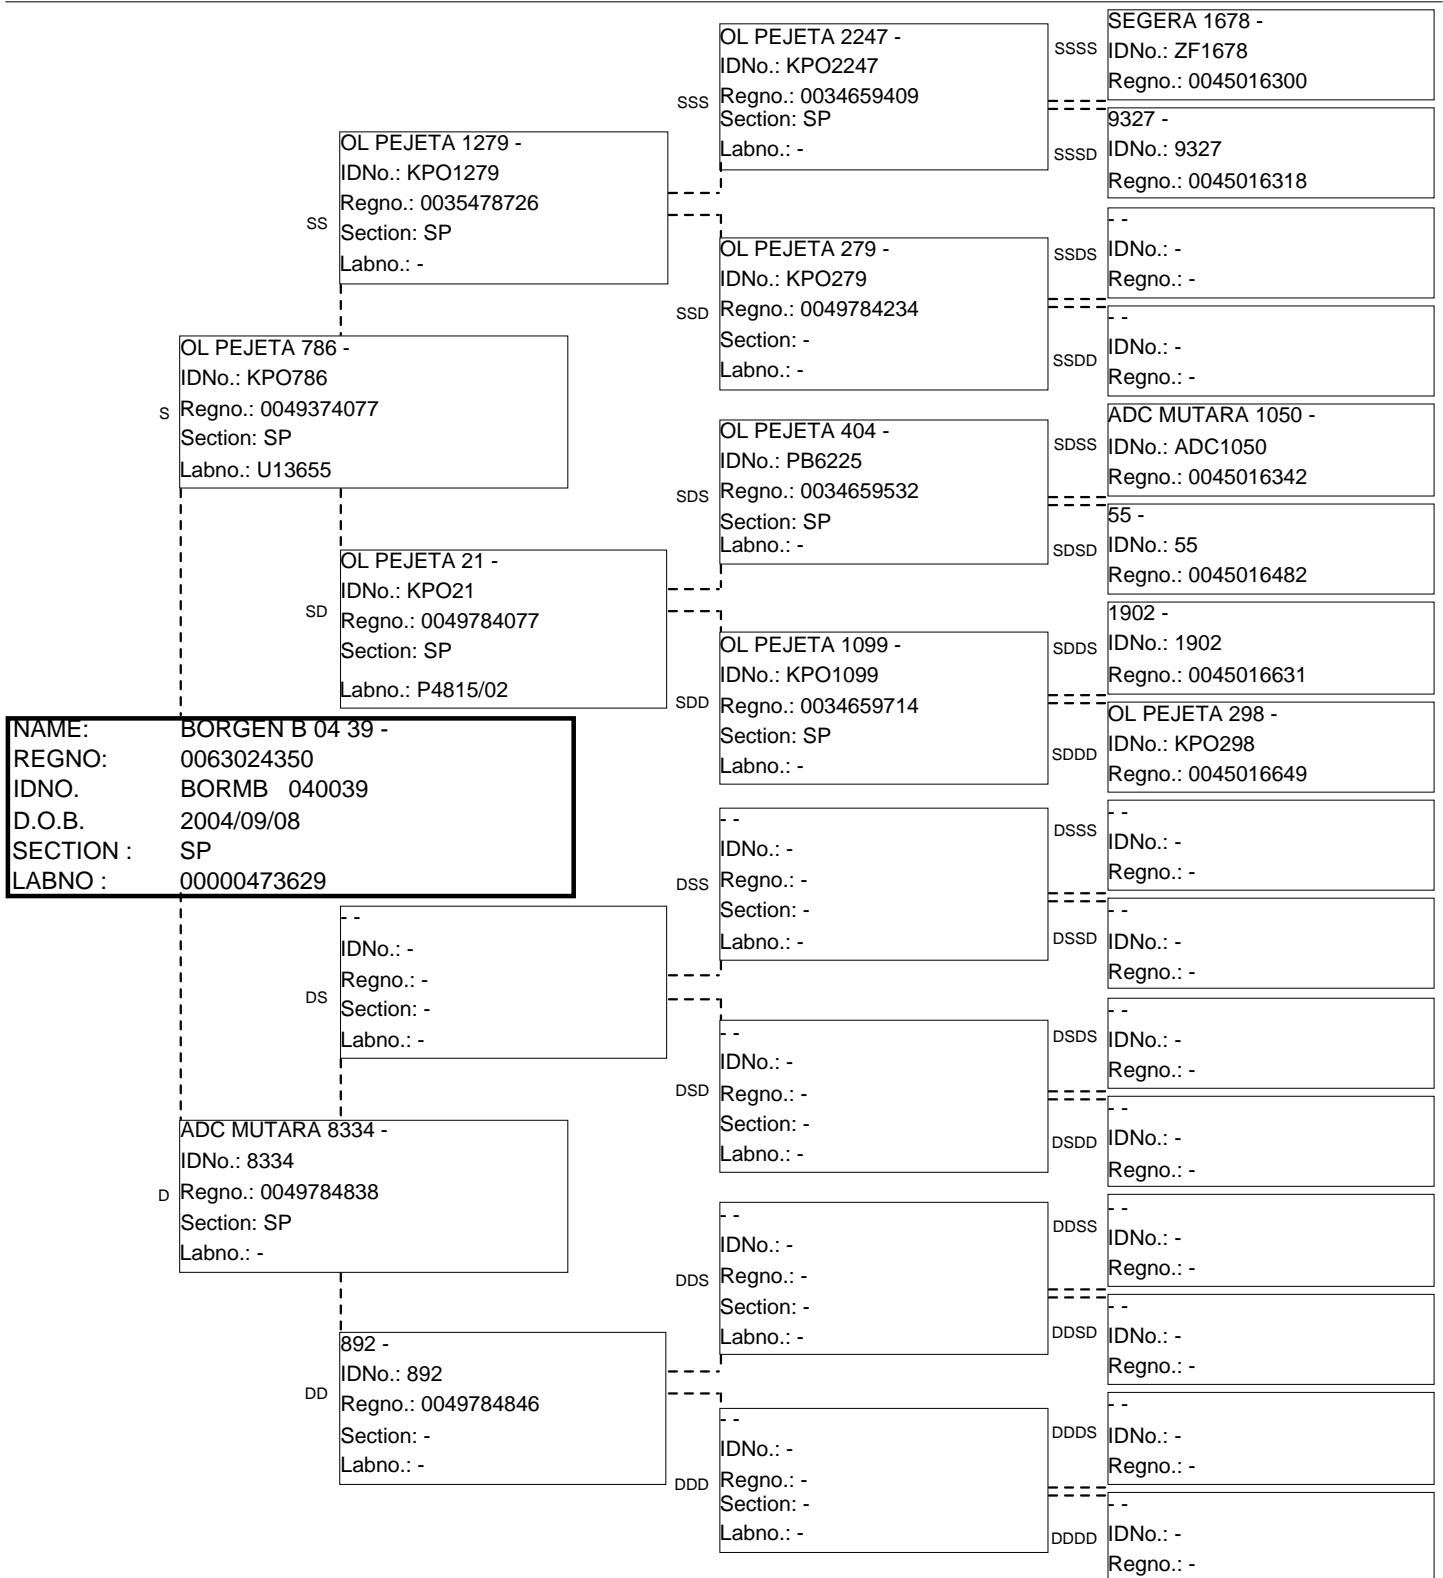 SEGERA 1678 -
SSSS
IDNo.: ZF1678
Regno.: 0045016300
OL PEJETA 2247 -
IDNo.: KPO2247
SSS
Regno.: 0034659409
Section: SP
Labno.: -
9327 -
SSSD
IDNo.: 9327
Regno.: 0045016318
OL PEJETA 1279 -
IDNo.: KPO1279
Regno.: 0035478726
SS
Section: SP
Labno.: -
- -
SSDS
IDNo.: -
Regno.: -
OL PEJETA 279 -
IDNo.: KPO279
SSD
Regno.: 0049784234
Section: -
Labno.: -
- -
SSDD
IDNo.: -
Regno.: -
OL PEJETA 786 -
IDNo.: KPO786
S
Regno.: 0049374077
Section: SP
Labno.: U13655
ADC MUTARA 1050 -
SDSS
IDNo.: ADC1050
Regno.: 0045016342
OL PEJETA 404 -
IDNo.: PB6225
SDS
Regno.: 0034659532
Section: SP
Labno.: -
55 -
SDSD
IDNo.: 55
Regno.: 0045016482
OL PEJETA 21 -
IDNo.: KPO21
SD
Regno.: 0049784077
Section: SP
Labno.: P4815/02
1902 -
SDDS
IDNo.: 1902
Regno.: 0045016631
OL PEJETA 1099 -
IDNo.: KPO1099
SDD
Regno.: 0034659714
Section: SP
Labno.: -
OL PEJETA 298 -
SDDD
IDNo.: KPO298
Regno.: 0045016649
NAME: BORGEN B 04 39 -
REGNO: 0063024350
IDNO. BORMB 040039
D.O.B. 2004/09/08
SECTION : SP
LABNO : 00000473629
- -
DSSS
IDNo.: -
Regno.: -
- -
IDNo.: -
DSS
Regno.: -
Section: -
Labno.: -
- -
DSSD
IDNo.: -
Regno.: -
- -
IDNo.: -
Regno.: -
DS
Section: -
Labno.: -
- -
DSDS
IDNo.: -
Regno.: -
- -
IDNo.: -
DSD
Regno.: -
Section: -
Labno.: -
- -
DSDD
IDNo.: -
Regno.: -
ADC MUTARA 8334 -
IDNo.: 8334
D
Regno.: 0049784838
Section: SP
Labno.: -
- -
DDSS
IDNo.: -
Regno.: -
- -
IDNo.: -
DDS
Regno.: -
Section: -
Labno.: -
- -
DDSD
IDNo.: -
Regno.: -
892 -
IDNo.: 892
DD
Regno.: 0049784846
Section: -
Labno.: -
- -
DDDS
IDNo.: -
Regno.: -
- -
IDNo.: -
DDD
Regno.: -
Section: -
Labno.: -
- -
DDDD
IDNo.: -
Regno.: -